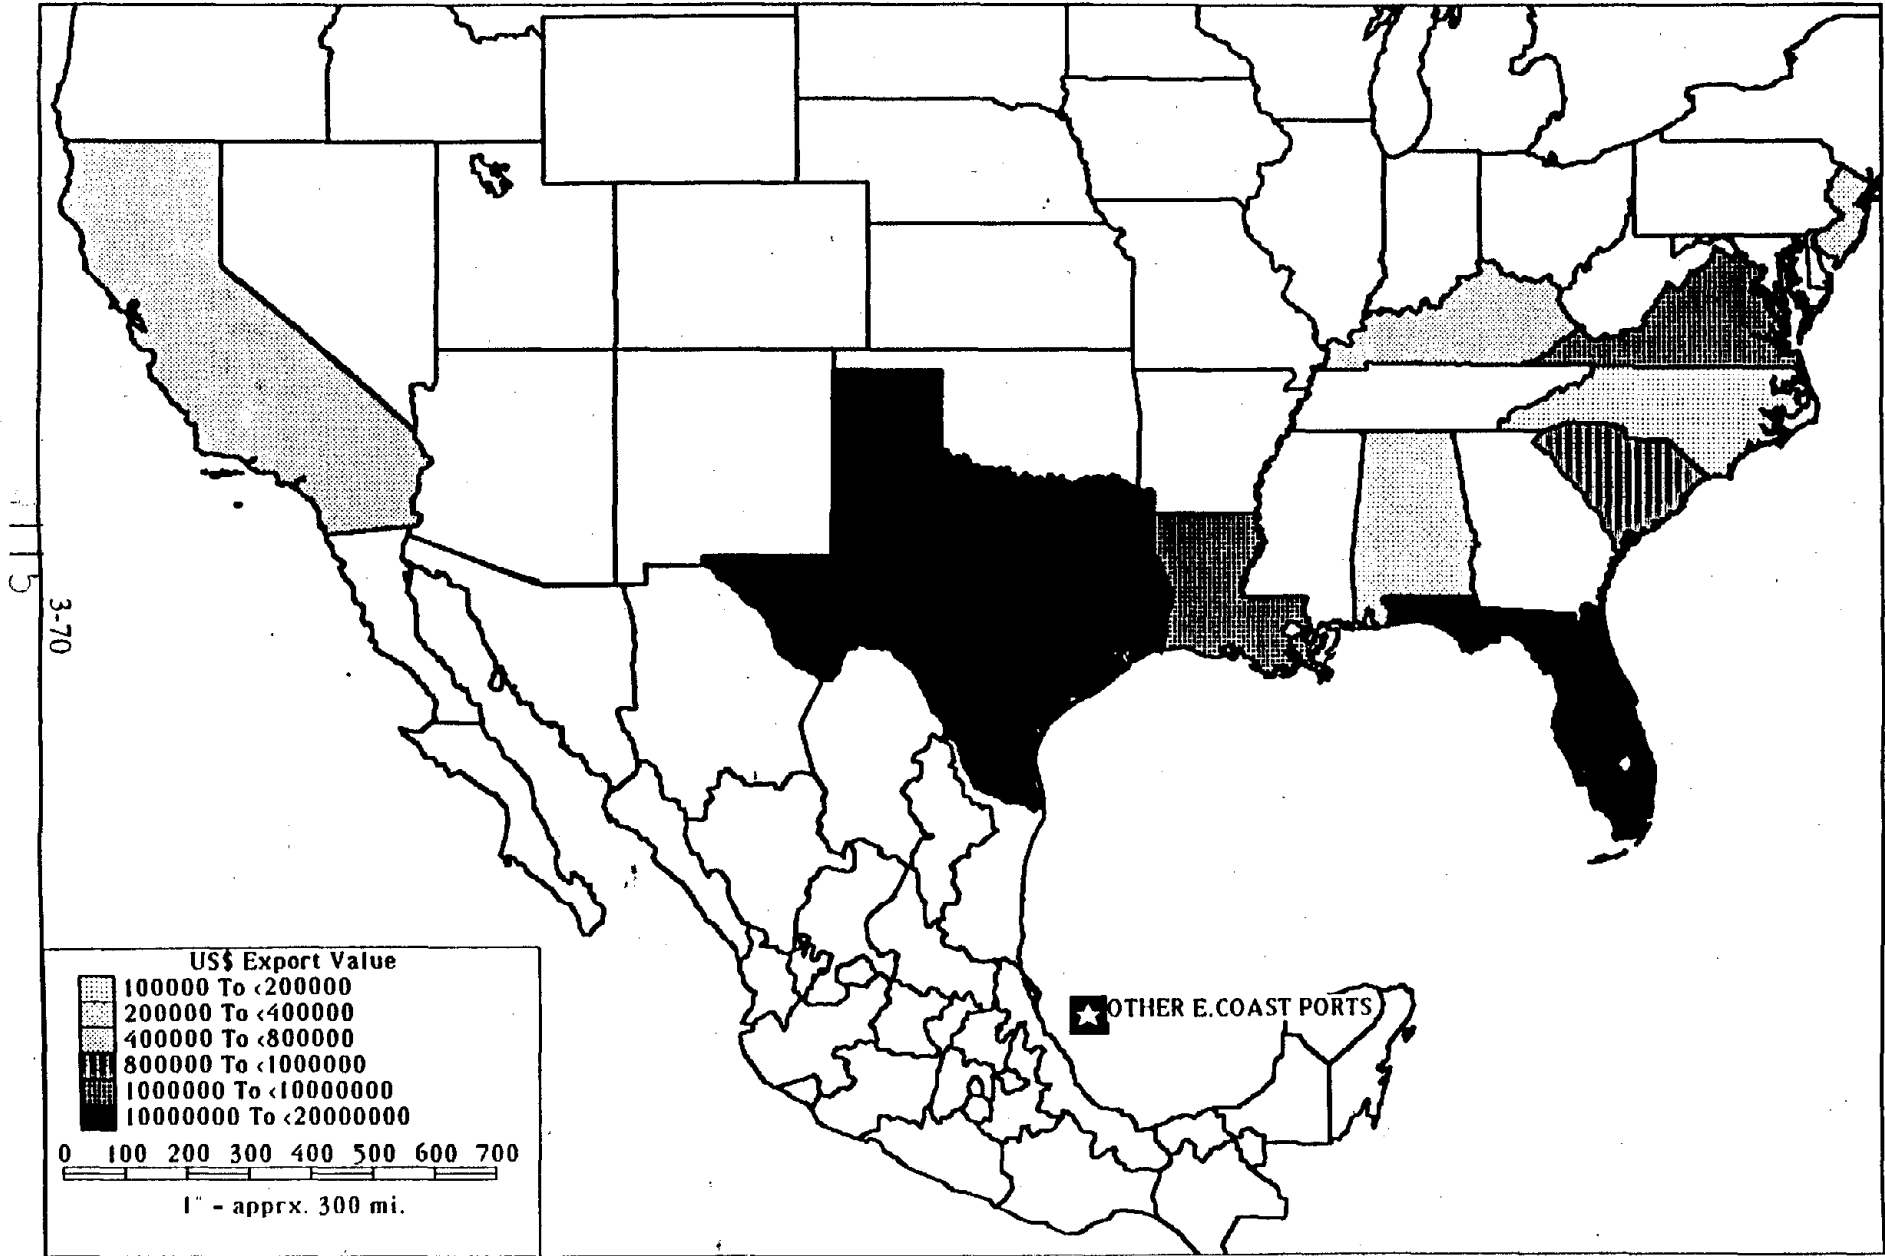 3-70
OTHER E.COAST PORTS
US$ Export Value
100000 To <200000
200000 To <400000
400000 To <800000
800000 To <1000000
1000000 To <10000000
10000000 To <20000000
0 100 200 300 400 500 600 700
1" - apprx. 300 mi.